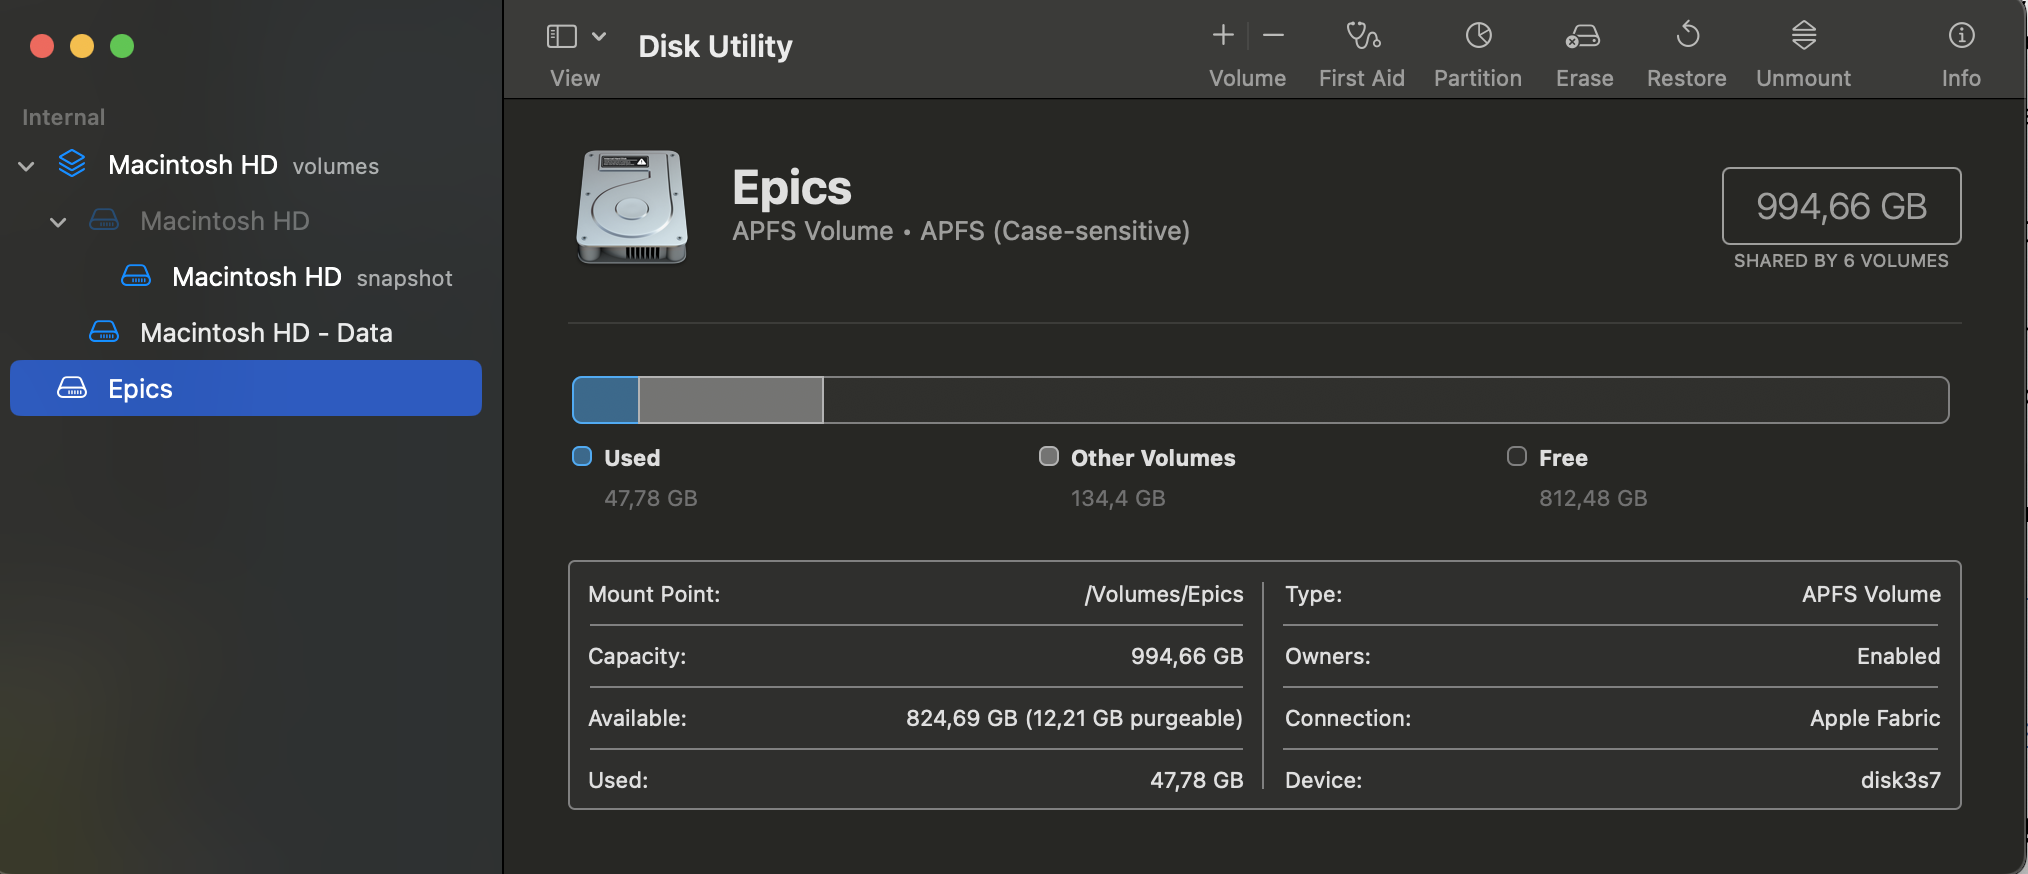 View
Disk Utility
Volume
First Aid
Partition
Erase
Restore
Unmount
Info
Internal
Macintosh HD volumes
Macintosh HD
Macintosh HD snapshot
Macintosh HD - Data
Epics
Epics
APFS Volume • APFS (Case-sensitive)
994,66 GB
SHARED BY 6 VOLUMES
Used
47,78 GB
Other Volumes
134,4 GB
Free
812,48 GB
Mount Point: /Volumes/Epics
Capacity: 994,66 GB
Available: 824,69 GB (12,21 GB purgeable)
Used: 47,78 GB
Type: APFS Volume
Owners: Enabled
Connection: Apple Fabric
Device: disk3s7